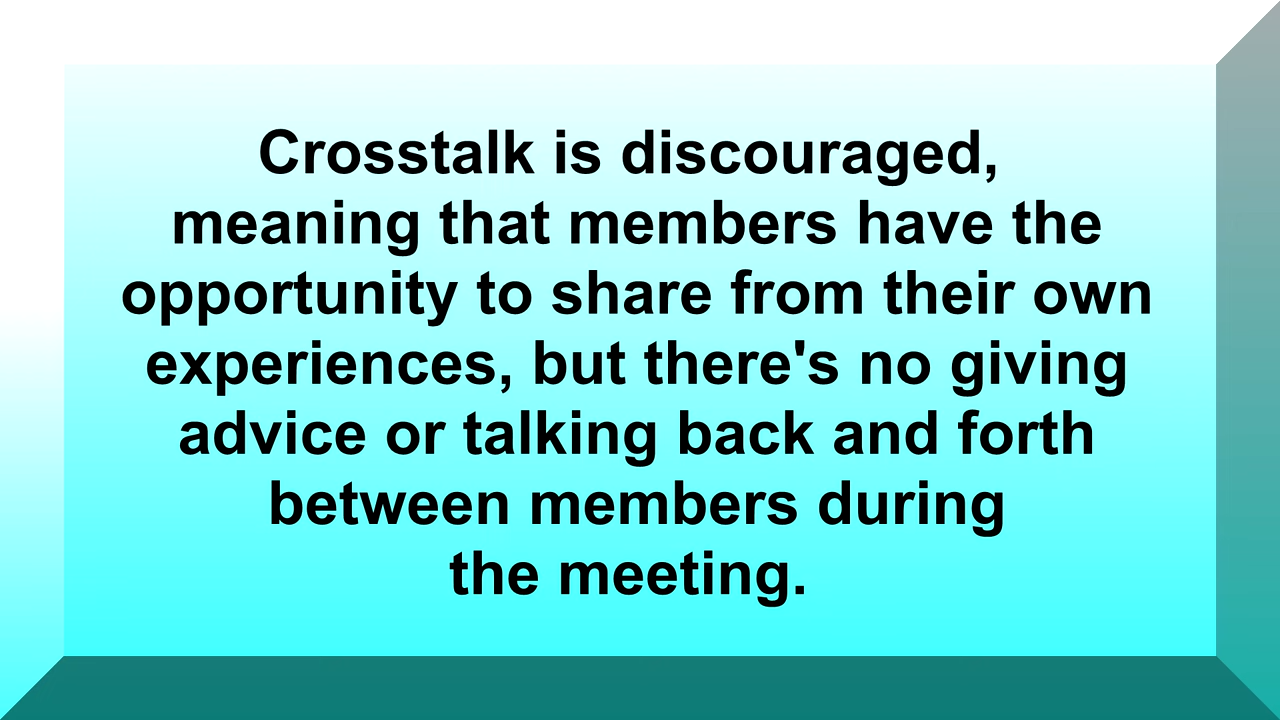 Crosstalk is discouraged,
meaning that members have the
opportunity to share from their own
experiences, but there's no giving
advice or talking back and forth
between members during
the meeting.